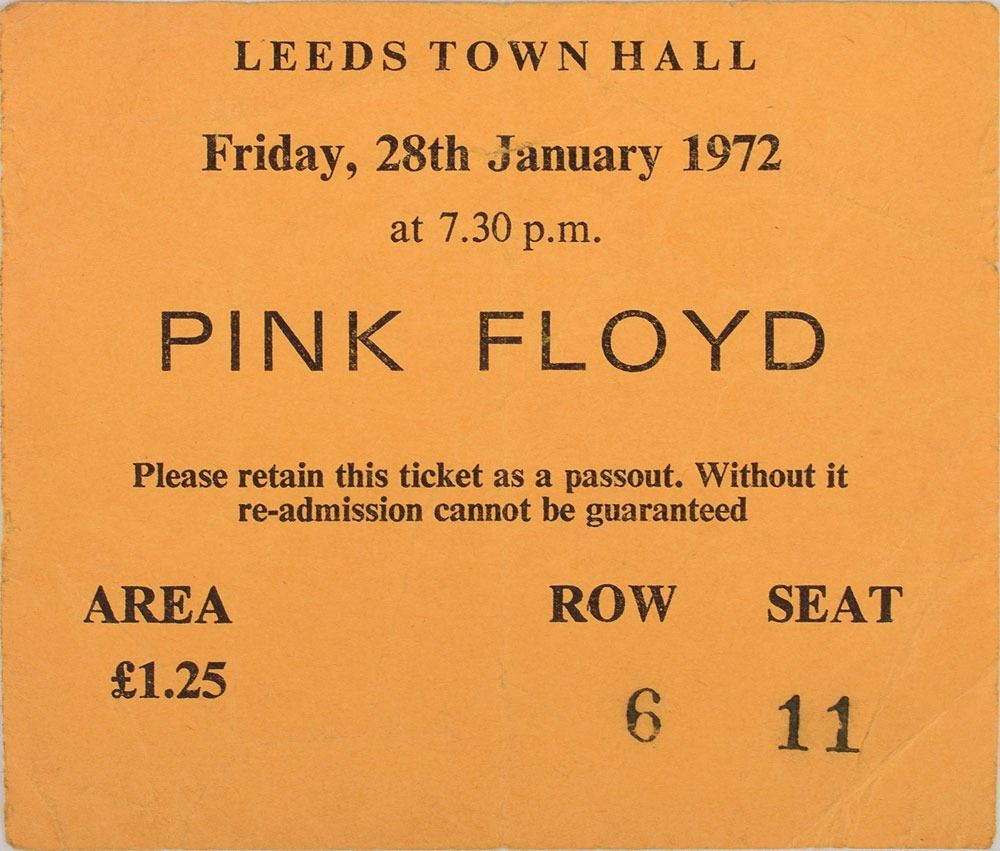 LEEDS TOWN HALL
Friday, 28th January 1972
at 7.30 p.m.
PINK FLOYD
Please retain this ticket as a passout. Without it
re-admission cannot be guaranteed
AREA ROW SEAT
£1.25
6 11